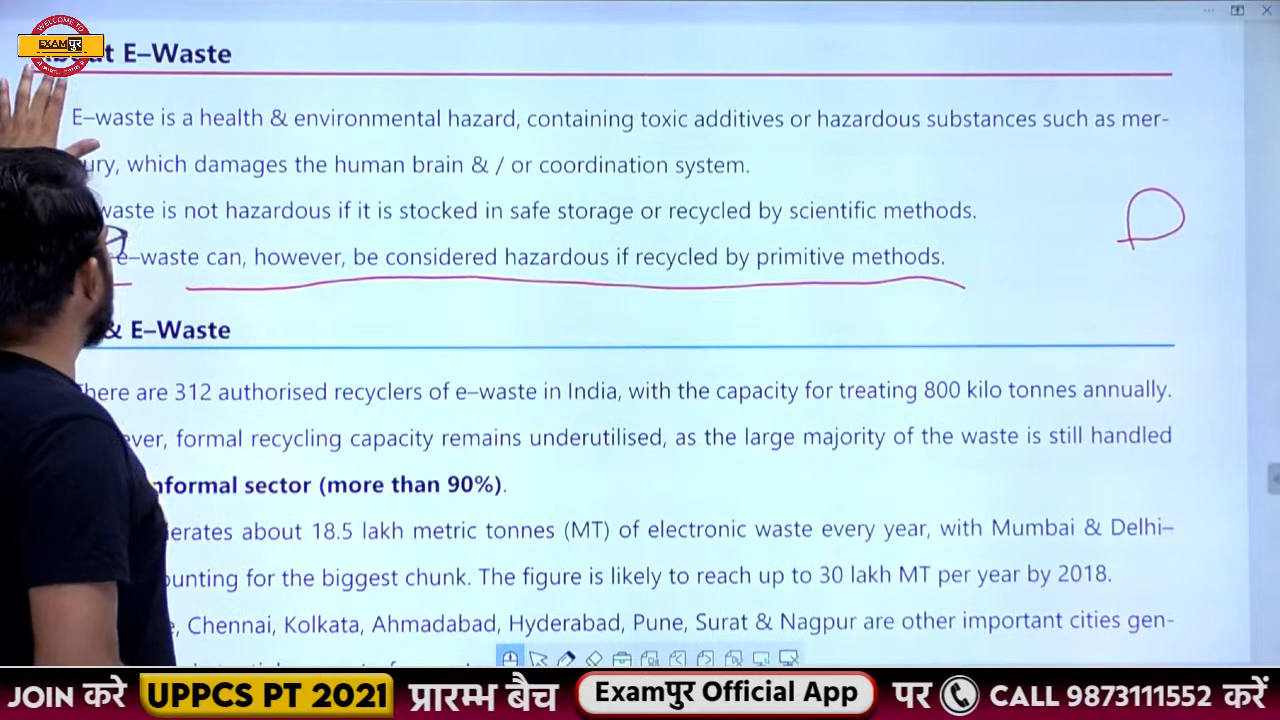 WELCOME TO
EXAMपुर
E–Waste
E–waste is a health & environmental hazard, containing toxic additives or hazardous substances such as mer-
ury, which damages the human brain & / or coordination system.
waste is not hazardous if it is stocked in safe storage or recycled by scientific methods.
e–waste can, however, be considered hazardous if recycled by primitive methods.
& E–Waste
here are 312 authorised recyclers of e–waste in India, with the capacity for treating 800 kilo tonnes annually.
ever, formal recycling capacity remains underutilised, as the large majority of the waste is still handled
nformal sector (more than 90%).
erates about 18.5 lakh metric tonnes (MT) of electronic waste every year, with Mumbai & Delhi–
ounting for the biggest chunk. The figure is likely to reach up to 30 lakh MT per year by 2018.
e, Chennai, Kolkata, Ahmadabad, Hyderabad, Pune, Surat & Nagpur are other important cities gen-
JOIN करे UPPCS PT 2021 प्रारम्भ बैच Examपुर Official App पर CALL 9873111552 करें